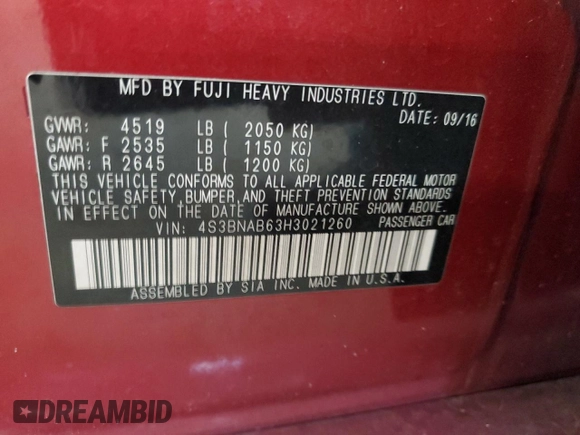 MFD BY FUJI HEAVY INDUSTRIES LTD.
DATE: 09/16
GVWR: 4519 LB ( 2050 KG)
GAWR: F 2535 LB ( 1150 KG)
GAWR: R 2645 LB ( 1200 KG)
THIS VEHICLE CONFORMS TO ALL APPLICABLE FEDERAL MOTOR
VEHICLE SAFETY,BUMPER,AND THEFT PREVENTION STANDARDS
IN EFFECT ON THE DATE OF MANUFACTURE SHOWN ABOVE.
VIN: 4S3BNAB63H3021260 PASSENGER CAR
ASSEMBLED BY SIA INC. MADE IN U.S.A.
DREAMBID